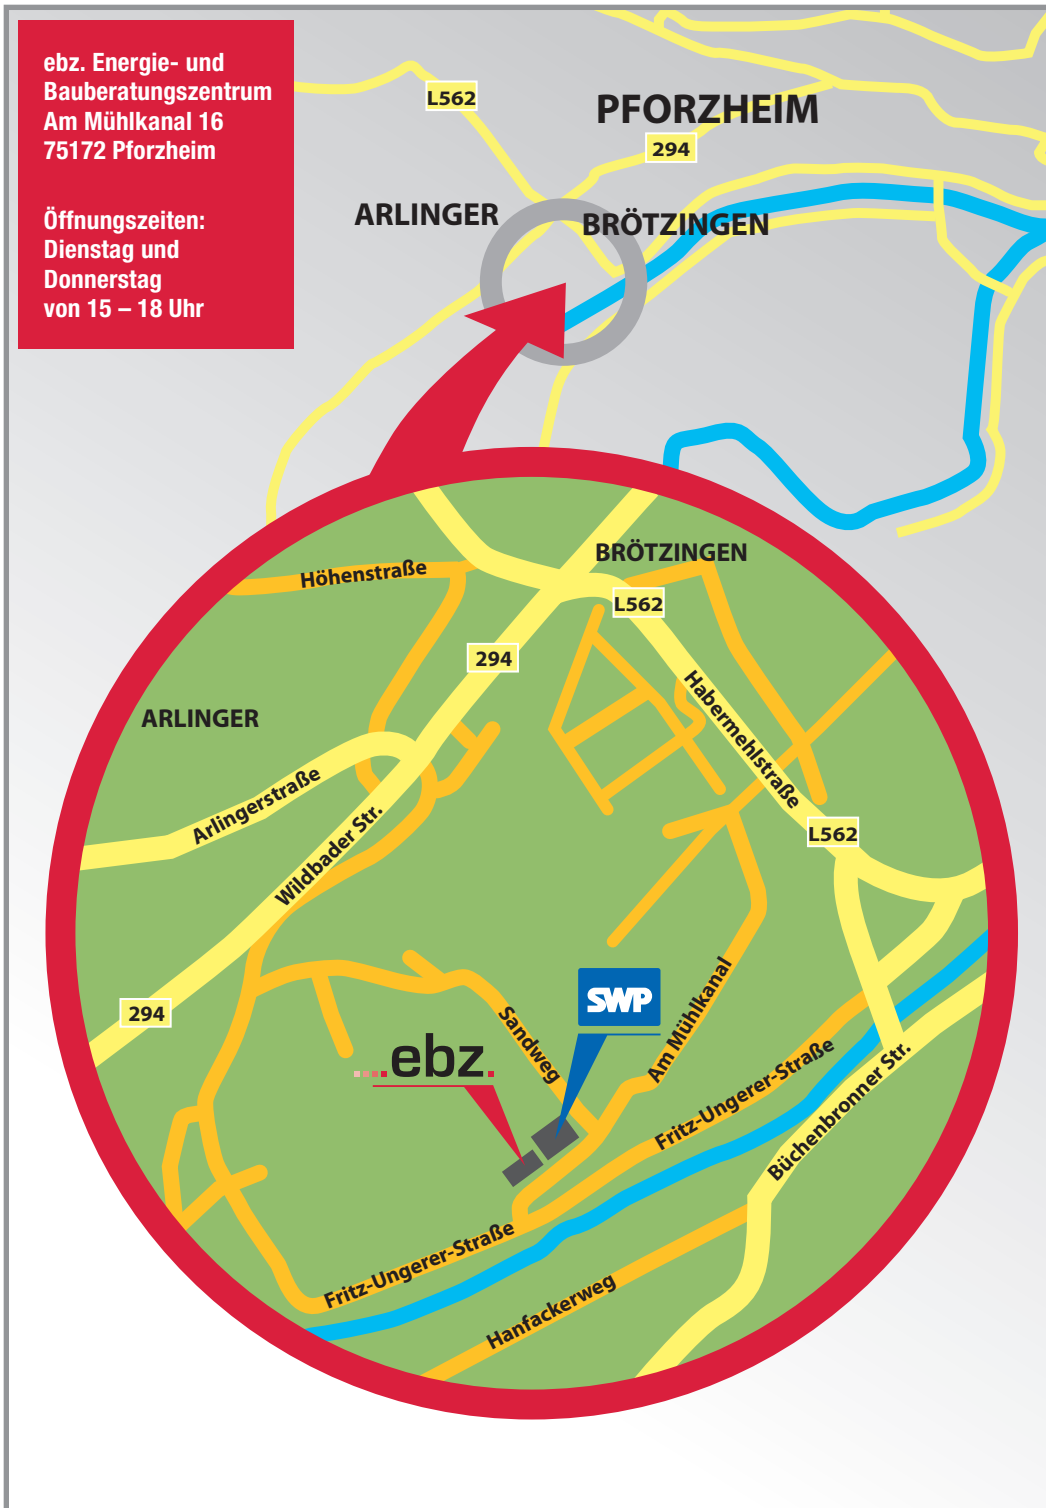 ebz. Energie- und
Bauberatungszentrum
Am Mühlkanal 16
75172 Pforzheim
Öffnungszeiten:
Dienstag und
Donnerstag
von 15 – 18 Uhr
L562
PFORZHEIM
294
ARLINGER
BRÖTZINGEN
BRÖTZINGEN
Höhenstraße
L562
294
Habermehlstraße
ARLINGER
Arlingerstraße
Wildbader Str.
L562
294
SWP
Sandweg
Am Mühlkanal
ebz.
Fritz-Ungerer-Straße
Büchenbronner Str.
Fritz-Ungerer-Straße
Hanfackerweg